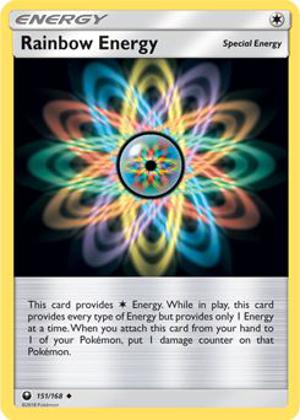 ENERGY
Rainbow Energy Special Energy
This card provides Energy. While in play, this card
provides every type of Energy but provides only 1 Energy
at a time. When you attach this card from your hand to
1 of your Pokémon, put 1 damage counter on that
Pokémon.
151/168
©2018 Pokémon